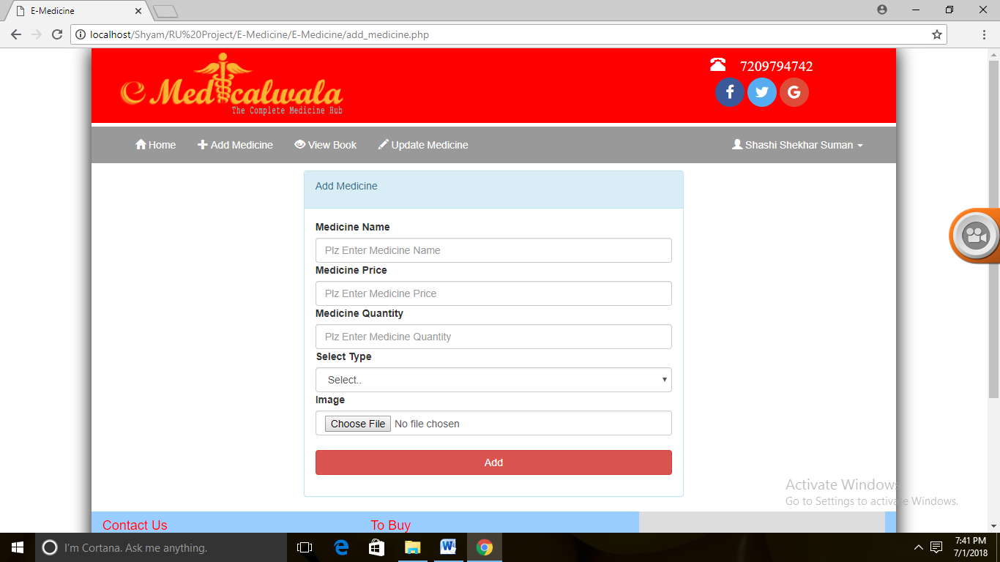 E-Medicine
localhost/Shyam/RU%20Project/E-Medicine/E-Medicine/add_medicine.php
e Medicalwala
The Complete Medicine Hub
7209794742
Home Add Medicine View Book Update Medicine Shashi Shekhar Suman
Add Medicine
Medicine Name
Plz Enter Medicine Name
Medicine Price
Plz Enter Medicine Price
Medicine Quantity
Plz Enter Medicine Quantity
Select Type
Select..
Image
Choose File No file chosen
Add
Activate Windows
Go to Settings to activate Windows.
Contact Us To Buy
I'm Cortana. Ask me anything.
7:41 PM
7/1/2018